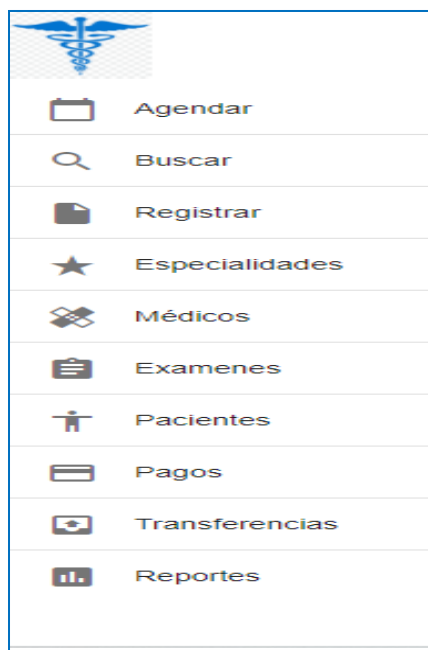 Agendar
Buscar
Registrar
Especialidades
Médicos
Examenes
Pacientes
Pagos
Transferencias
Reportes